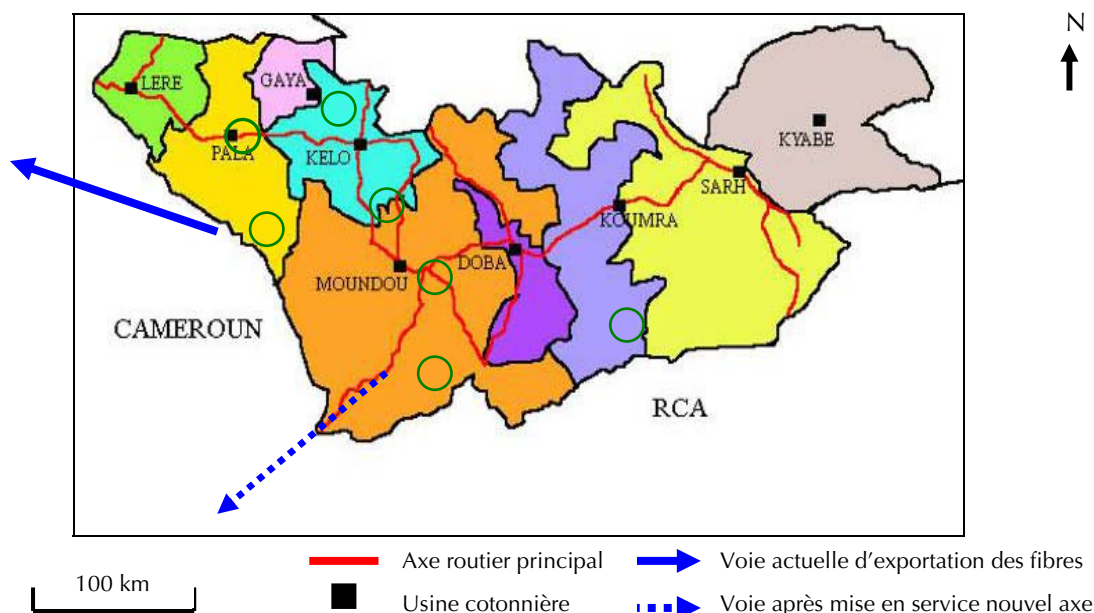 N
LERE
GAYA
PALA
KELO
KYABE
SARH
KOUMRA
DOBA
MOUNDOU
CAMEROUN
RCA
100 km
Axe routier principal
Voie actuelle d’exportation des fibres
Usine cotonnière
Voie après mise en service nouvel axe